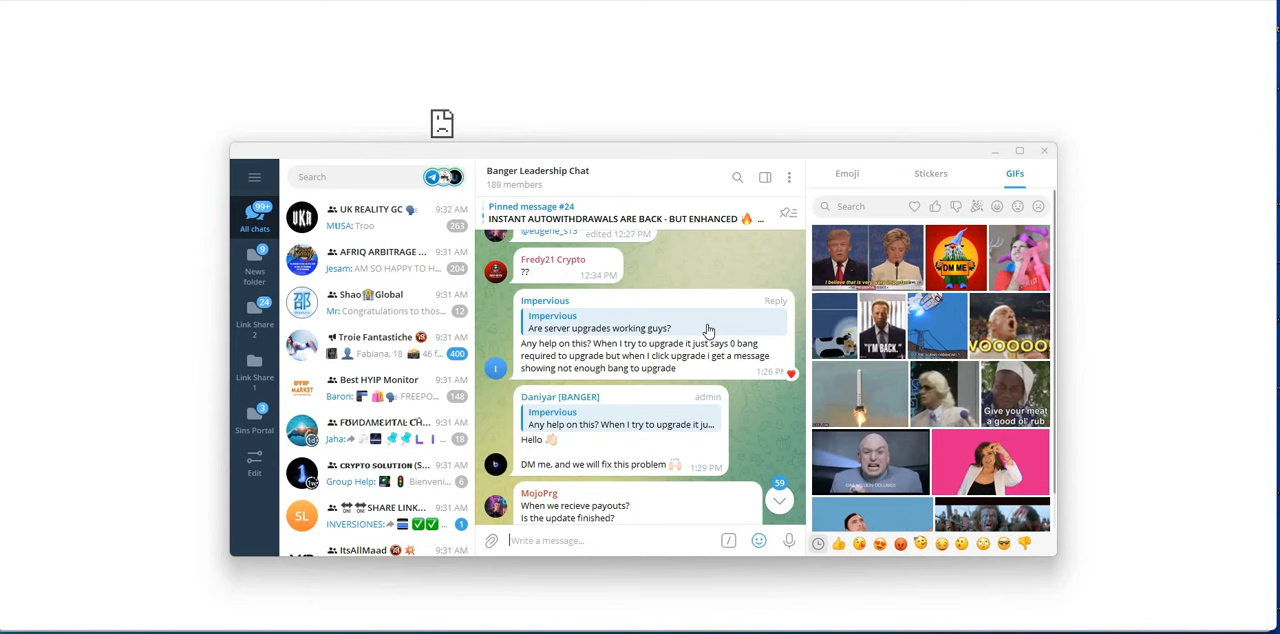 Search
99+
All chats
9
News
folder
24
Link Share
2
Link Share
1
3
Sins Portal
Edit
UK REALITY GC 🗣 9:32 AM
MUSA: Troo 263
AFRIQ ARBITRAGE ... 9:31 AM
Jesam: AM SO HAPPY TO H... 204
Shao Global 9:31 AM
Mr: Congratulations to thos... 12
Troie Fantastiche 🔞 9:31 AM
Fabiana, 18 46 f... 400
Best HYIP Monitor 9:31 AM
Baron: FREEPO... 148
9:31 AM
Jaha: 18
CRYPTO SOLUTION (S... 9:31 AM
Group Help: Bienveni... 6
SL
SHARE LINK... 9:31 AM
INVERSIONES: ✅✅ ... 1
ItsAllMaad 🔞💥 9:31 AM
Banger Leadership Chat
189 members
Pinned message #24
INSTANT AUTOWITHDRAWALS ARE BACK - BUT ENHANCED 🔥 ...
@eugene_s13 edited 12:27 PM
Fredy21 Crypto
?? 12:34 PM
Impervious Reply
Impervious
Are server upgrades working guys?
Any help on this? When I try to upgrade it just says 0 bang
required to upgrade but when I click upgrade i get a message
showing not enough bang to upgrade 1:26 PM
I
Daniyar [BANGER] admin
Impervious
Any help on this? When I try to upgrade it ju...
Hello 👋🏻
DM me, and we will fix this problem 🙌🏻 1:29 PM
MojoPrg
When we recieve payouts?
Is the update finished?
59
Write a message...
Emoji Stickers GIFs
Search
DM ME
"I'M BACK."
Give your meat
a good ol' rub